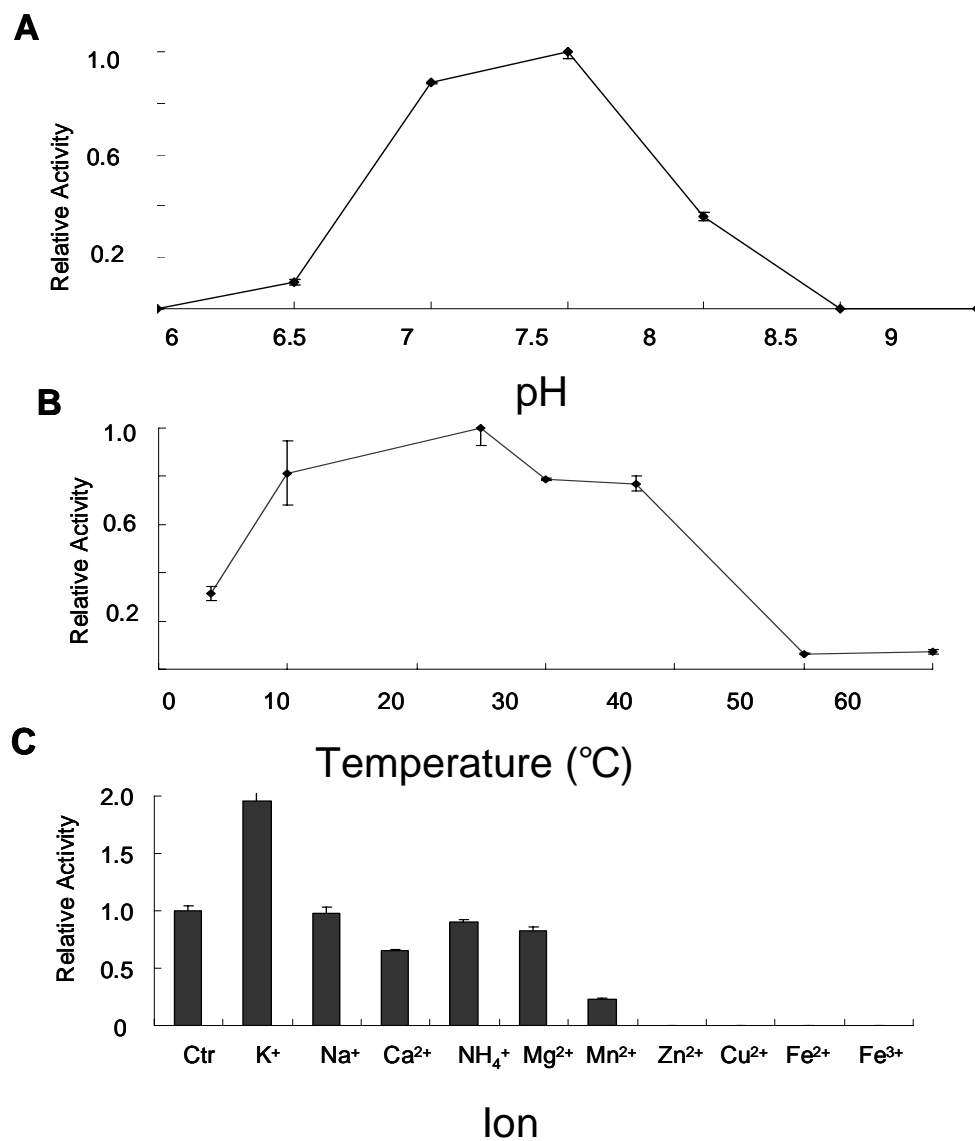 A
Relative Activity
1.0
0.6
0.2
6 6.5 7 7.5 8 8.5 9
pH
B
Relative Activity
1.0
0.6
0.2
0 10 20 30 40 50 60
Temperature (℃)
C
Relative Activity
2.0
1.5
1.0
0.5
0
Ctr K⁺ Na⁺ Ca²⁺ NH₄⁺ Mg²⁺ Mn²⁺ Zn²⁺ Cu²⁺ Fe²⁺ Fe³⁺
Ion